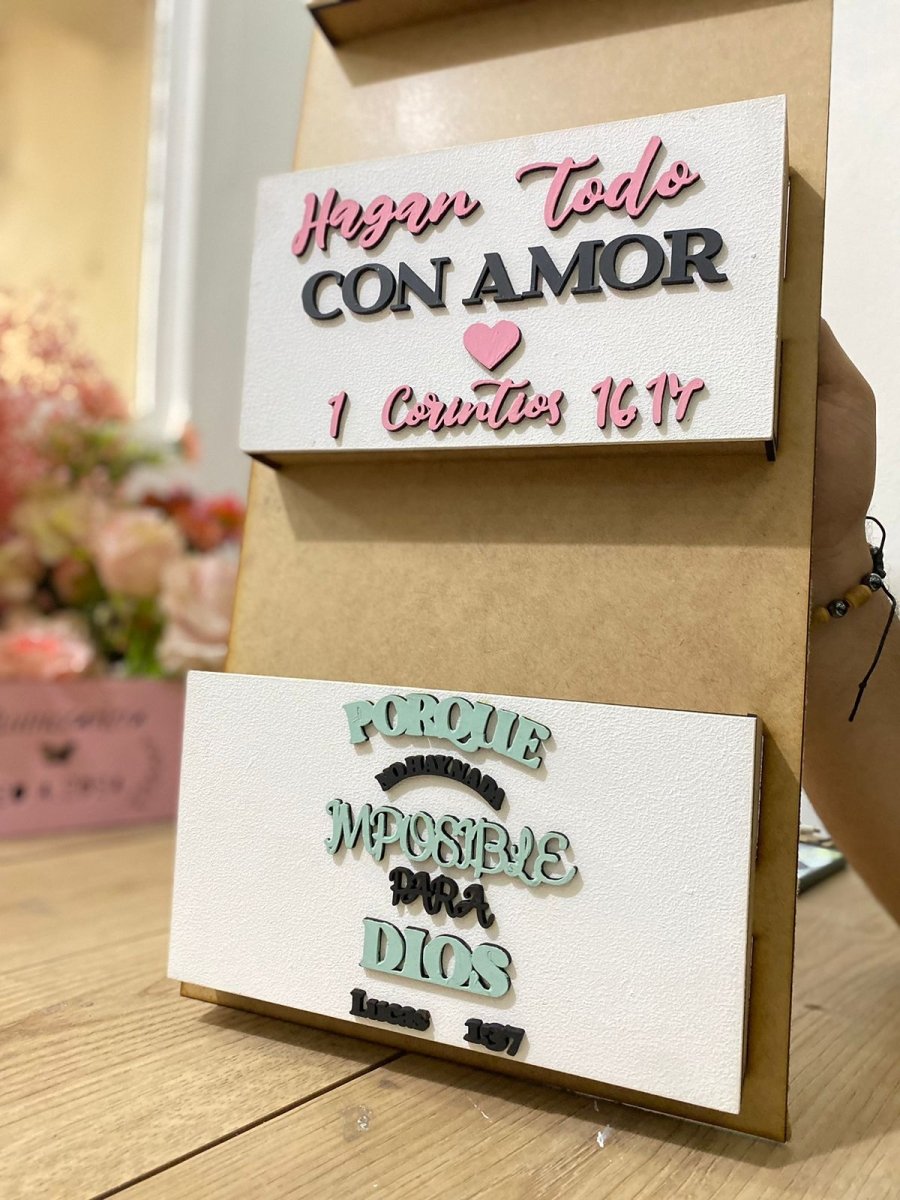 Hagan Todo
CON AMOR
1 Corintios 16 14
PORQUE
NO HAY NADA
IMPOSIBLE
PARA
DIOS
Lucas 1:37